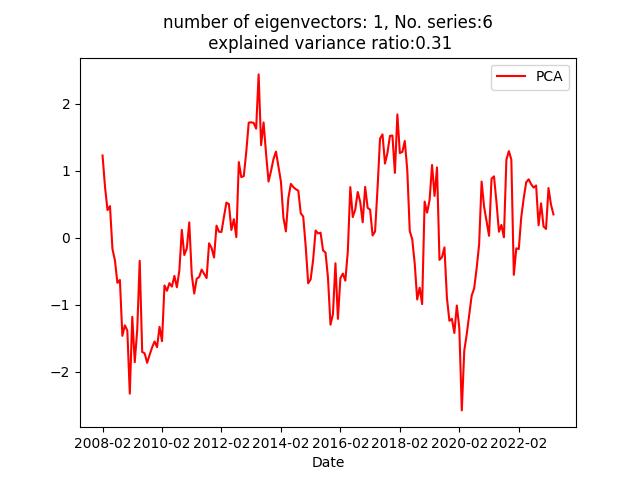 number of eigenvectors: 1, No. series:6
explained variance ratio:0.31
PCA
2
1
0
−1
−2
2008-02 2010-02 2012-02 2014-02 2016-02 2018-02 2020-02 2022-02
Date